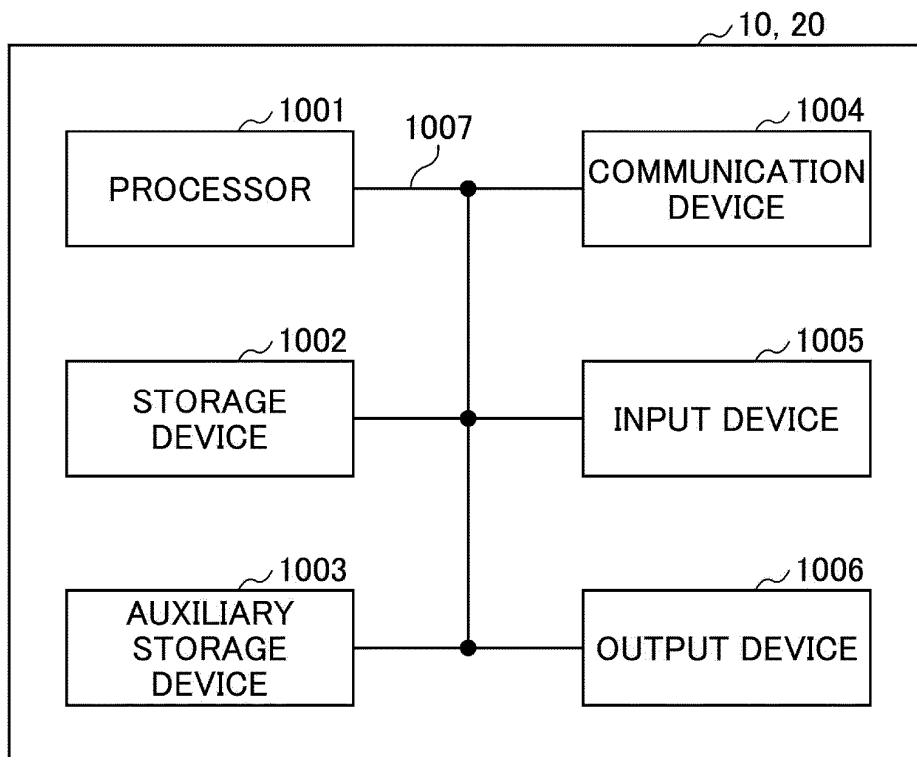 10, 20
1001
PROCESSOR
1007
1004
COMMUNICATION
DEVICE
1002
STORAGE
DEVICE
1005
INPUT DEVICE
1003
AUXILIARY
STORAGE
DEVICE
1006
OUTPUT DEVICE